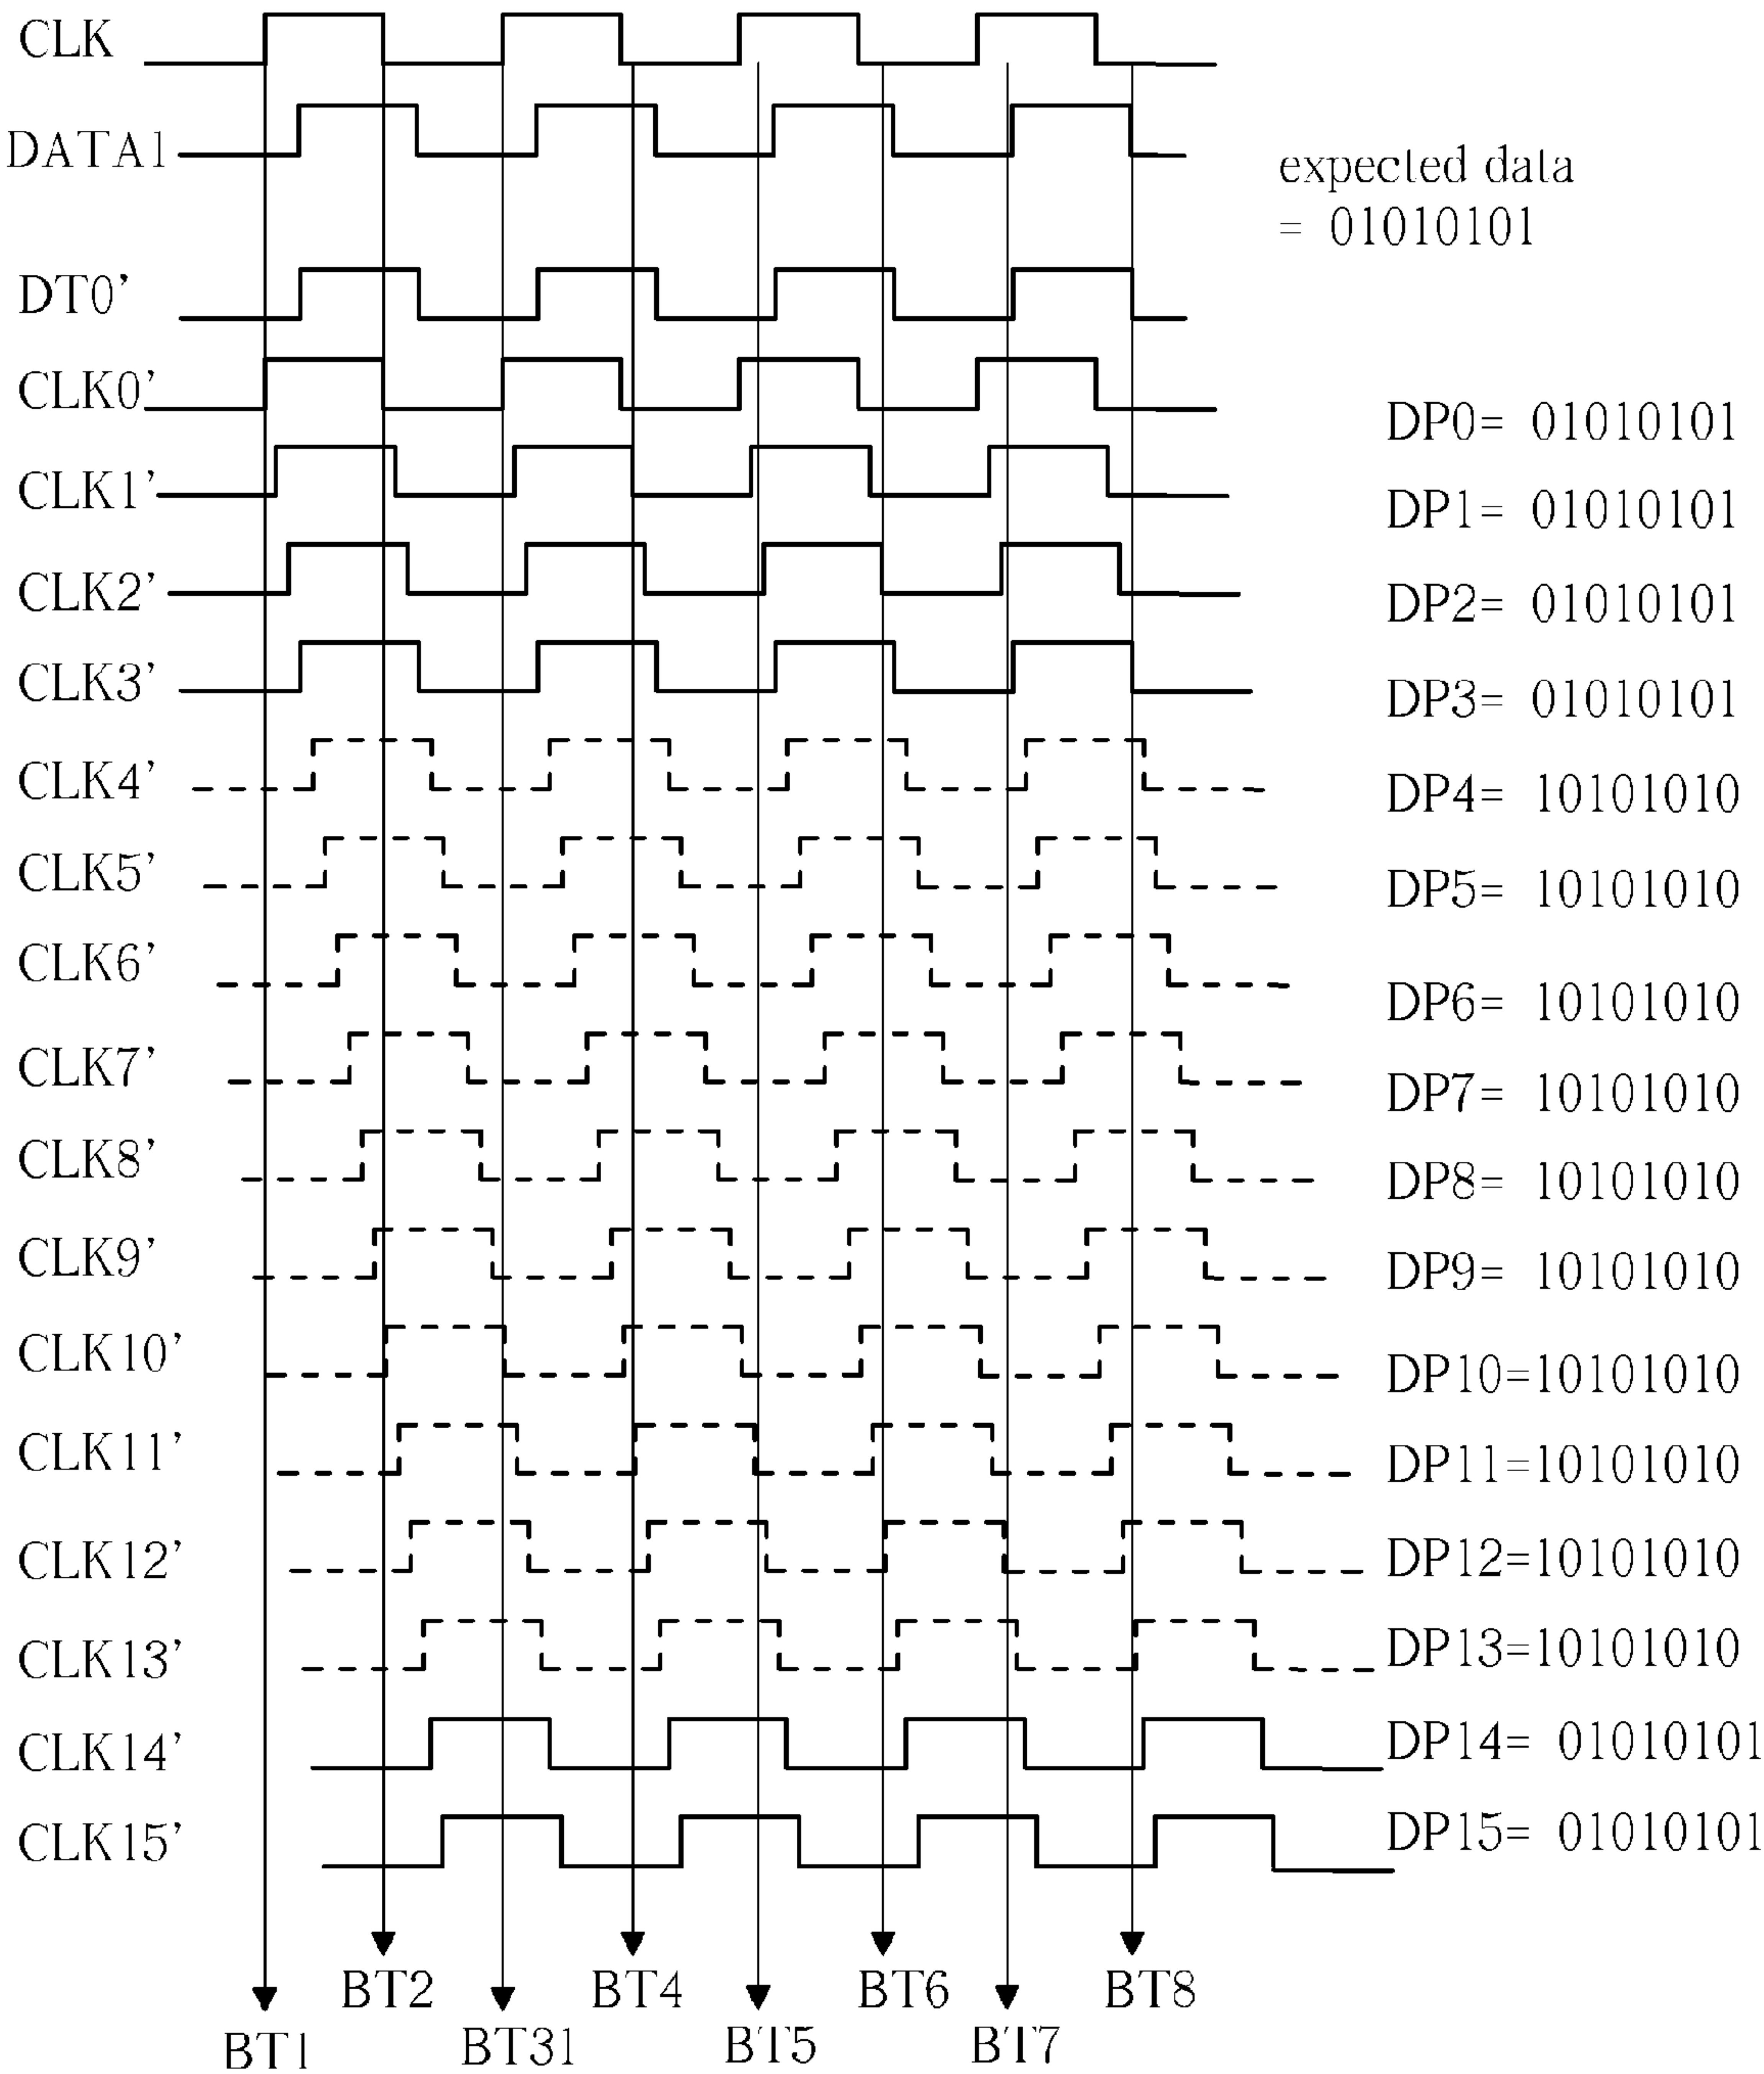 CLK
DATA1
expected data
= 01010101
DT0’
CLK0’
DP0= 01010101
CLK1’
DP1= 01010101
CLK2’
DP2= 01010101
CLK3’
DP3= 01010101
CLK4’
DP4= 10101010
CLK5’
DP5= 10101010
CLK6’
DP6= 10101010
CLK7’
DP7= 10101010
CLK8’
DP8= 10101010
CLK9’
DP9= 10101010
CLK10’
DP10=10101010
CLK11’
DP11=10101010
CLK12’
DP12=10101010
CLK13’
DP13=10101010
CLK14’
DP14= 01010101
CLK15’
DP15= 01010101
BT2 BT4 BT6 BT8
BT1 BT31 BT5 BT7